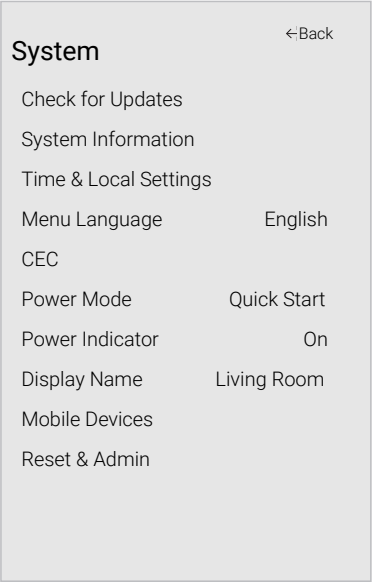 ←Back
System
Check for Updates
System Information
Time & Local Settings
Menu Language English
CEC
Power Mode Quick Start
Power Indicator On
Display Name Living Room
Mobile Devices
Reset & Admin